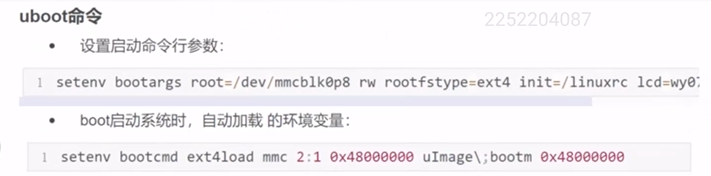 uboot命令
2252204087
• 设置启动命令行参数：
1 setenv bootargs root=/dev/mmcblk0p8 rw rootfstype=ext4 init=/linuxrc lcd=wy07
• boot启动系统时，自动加载 的环境变量：
1 setenv bootcmd ext4load mmc 2:1 0x48000000 uImage\;bootm 0x48000000